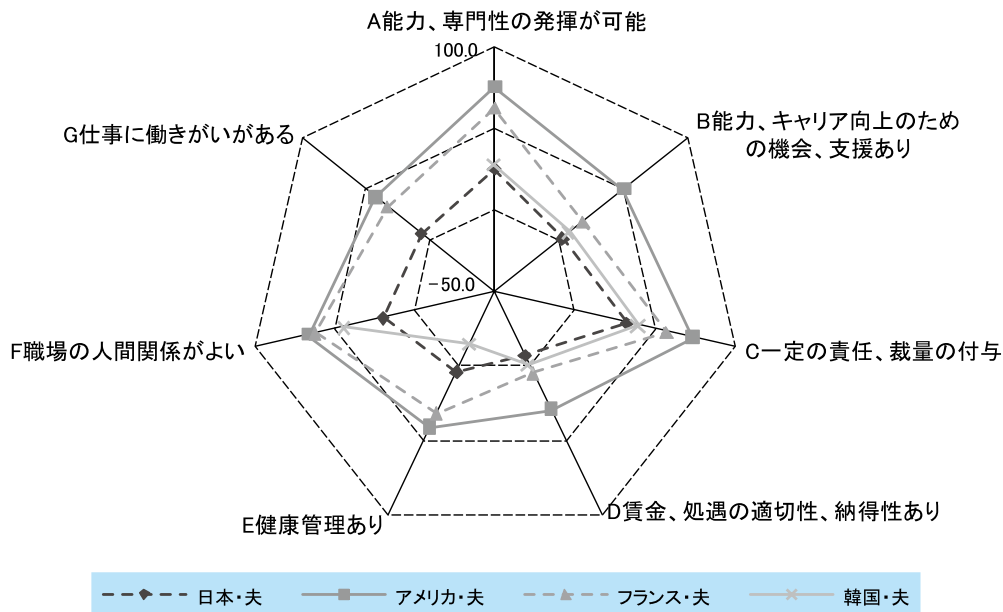 A能力、専門性の発揮が可能
100.0
B能力、キャリア向上のため
の機会、支援あり
G仕事に働きがいがある
-50.0
F職場の人間関係がよい
C一定の責任、裁量の付与
E健康管理あり
D賃金、処遇の適切性、納得性あり
日本・夫
アメリカ・夫
フランス・夫
韓国・夫